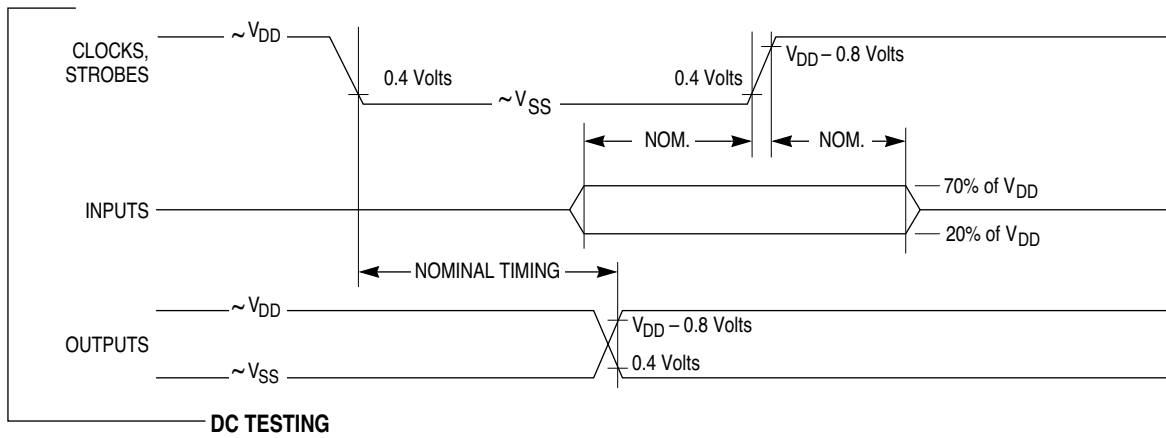 CLOCKS,
STROBES
~ VDD
0.4 Volts
~ VSS
0.4 Volts
VDD – 0.8 Volts
NOM.
NOM.
INPUTS
70% of VDD
20% of VDD
NOMINAL TIMING
OUTPUTS
~ VDD
VDD – 0.8 Volts
0.4 Volts
~ VSS
DC TESTING